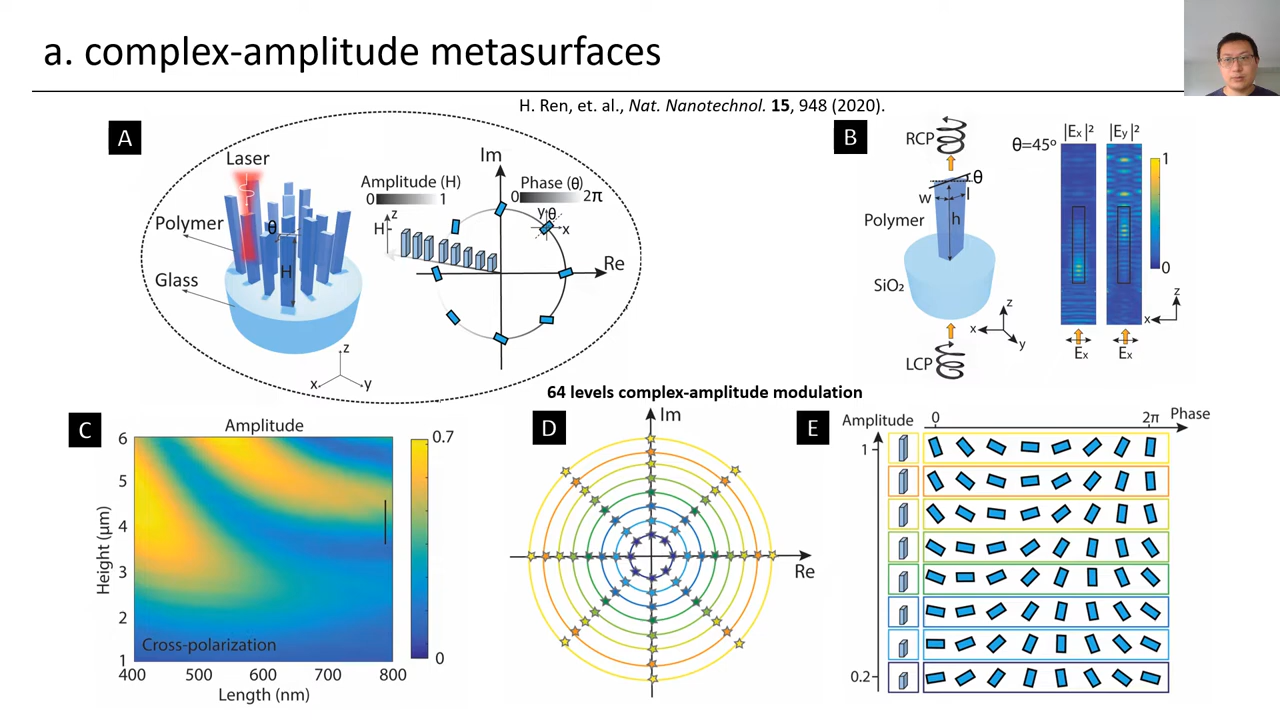 a. complex-amplitude metasurfaces
H. Ren, et. al., Nat. Nanotechnol. 15, 948 (2020).
A
Laser
Polymer
θ
H
Glass
z
x
y
Amplitude (H)
0 1
z
H
Im
Phase (θ)
0 2π
yθ
x
Re
B
RCP
θ
w l
Polymer
h
SiO₂
LCP
z
x
y
θ=45º
|Eₓ|² |Eᵧ|²
1
0
z
x
Eₓ Eₓ
64 levels complex-amplitude modulation
C
Amplitude
6
5
4
3
2
1
Height (μm)
Cross-polarization
400 500 600 700 800
Length (nm)
0.7
0
D
Im
Re
E
Amplitude
0 2π Phase
1
0.2